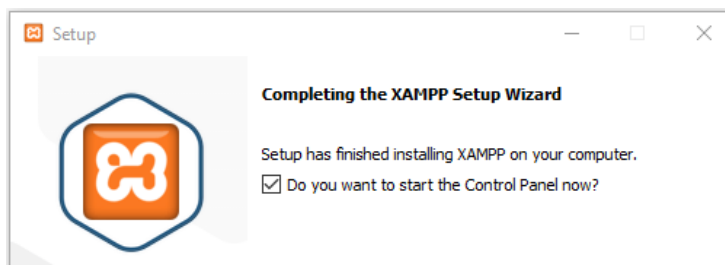 Setup
Completing the XAMPP Setup Wizard
Setup has finished installing XAMPP on your computer.
Do you want to start the Control Panel now?